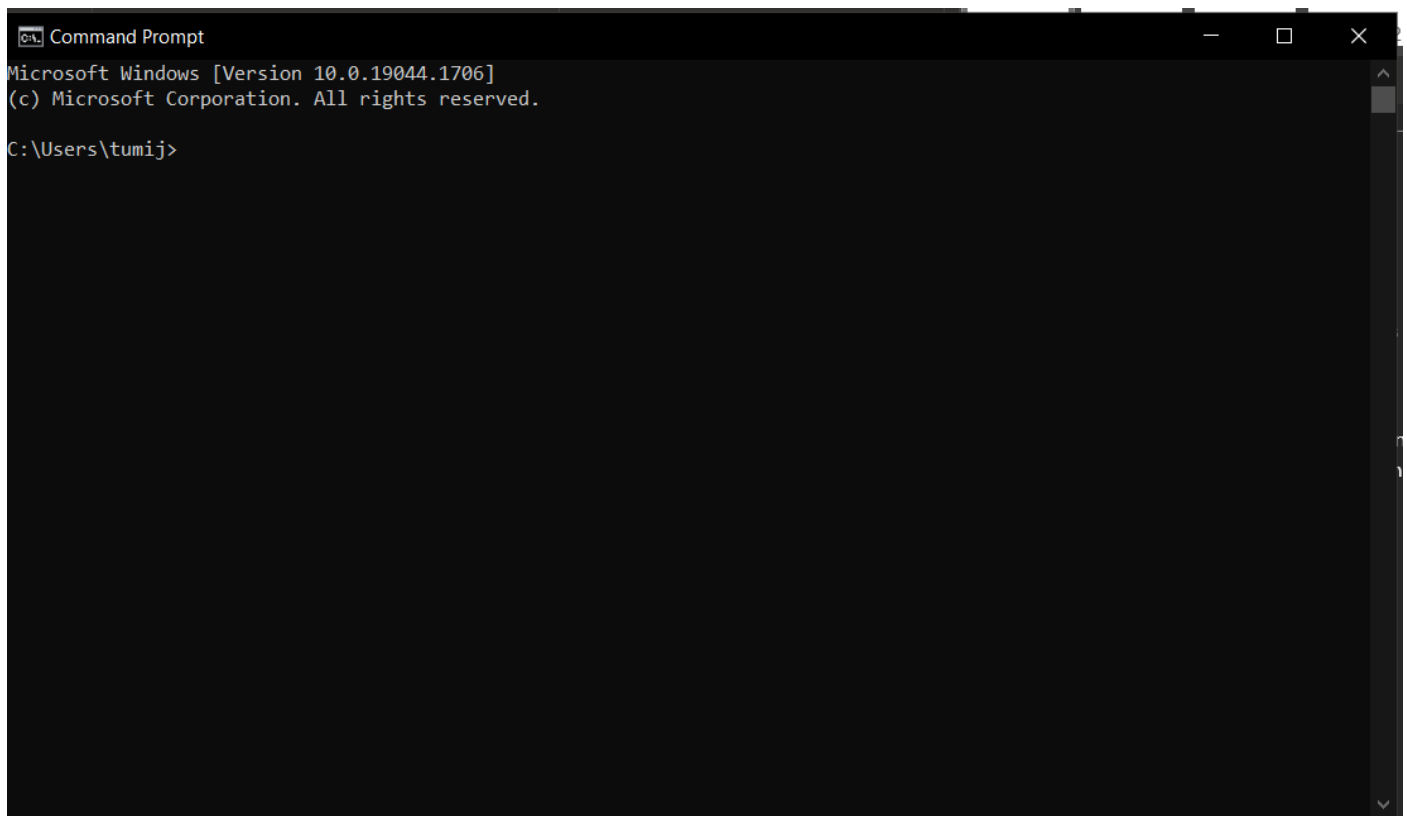 Command Prompt
Microsoft Windows [Version 10.0.19044.1706]
(c) Microsoft Corporation. All rights reserved.
C:\Users\tumij>